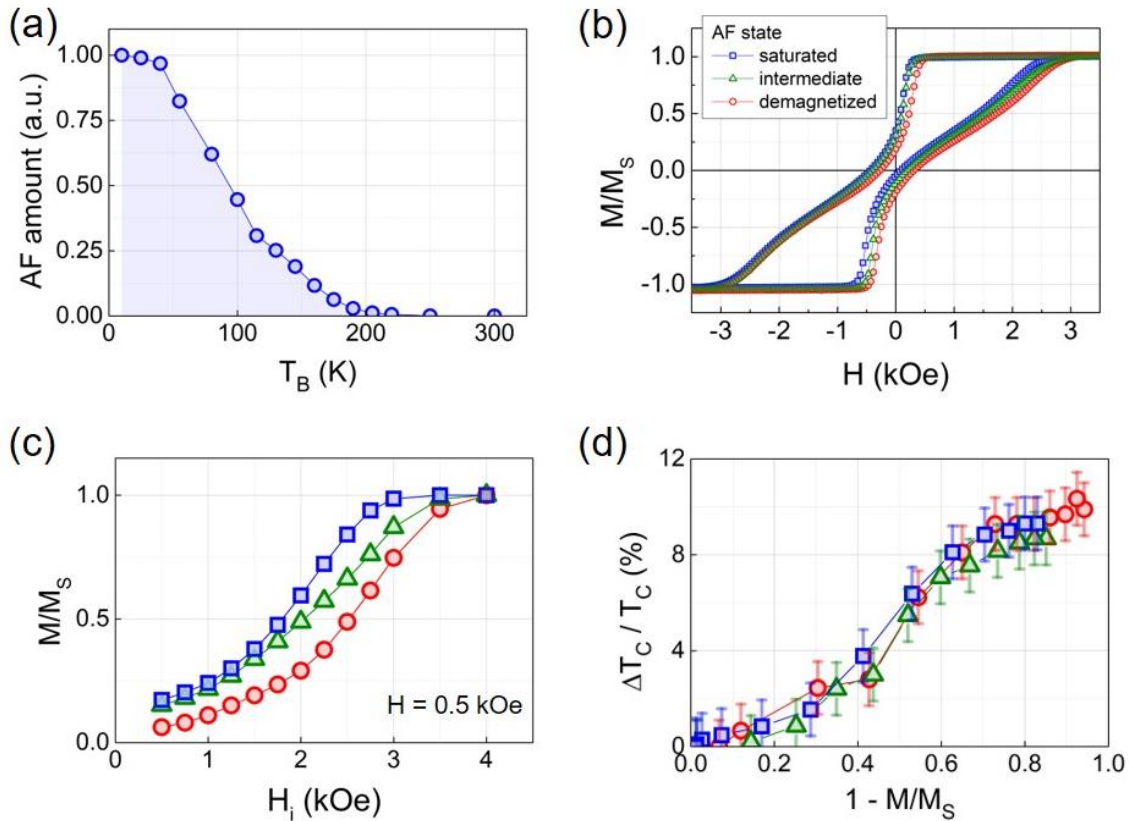 (a)
1.00
0.75
0.50
0.25
0.00
AF amount (a.u.)
0
100
200
300
T_B (K)
(b)
AF state
saturated
intermediate
demagnetized
1.0
0.5
0.0
-0.5
-1.0
M/M_S
-3
-2
-1
0
1
2
3
H (kOe)
(c)
1.0
0.5
0.0
M/M_S
H = 0.5 kOe
0
1
2
3
4
H_i (kOe)
(d)
12
8
4
0
ΔT_C / T_C (%)
0.0
0.2
0.4
0.6
0.8
1.0
1 - M/M_S